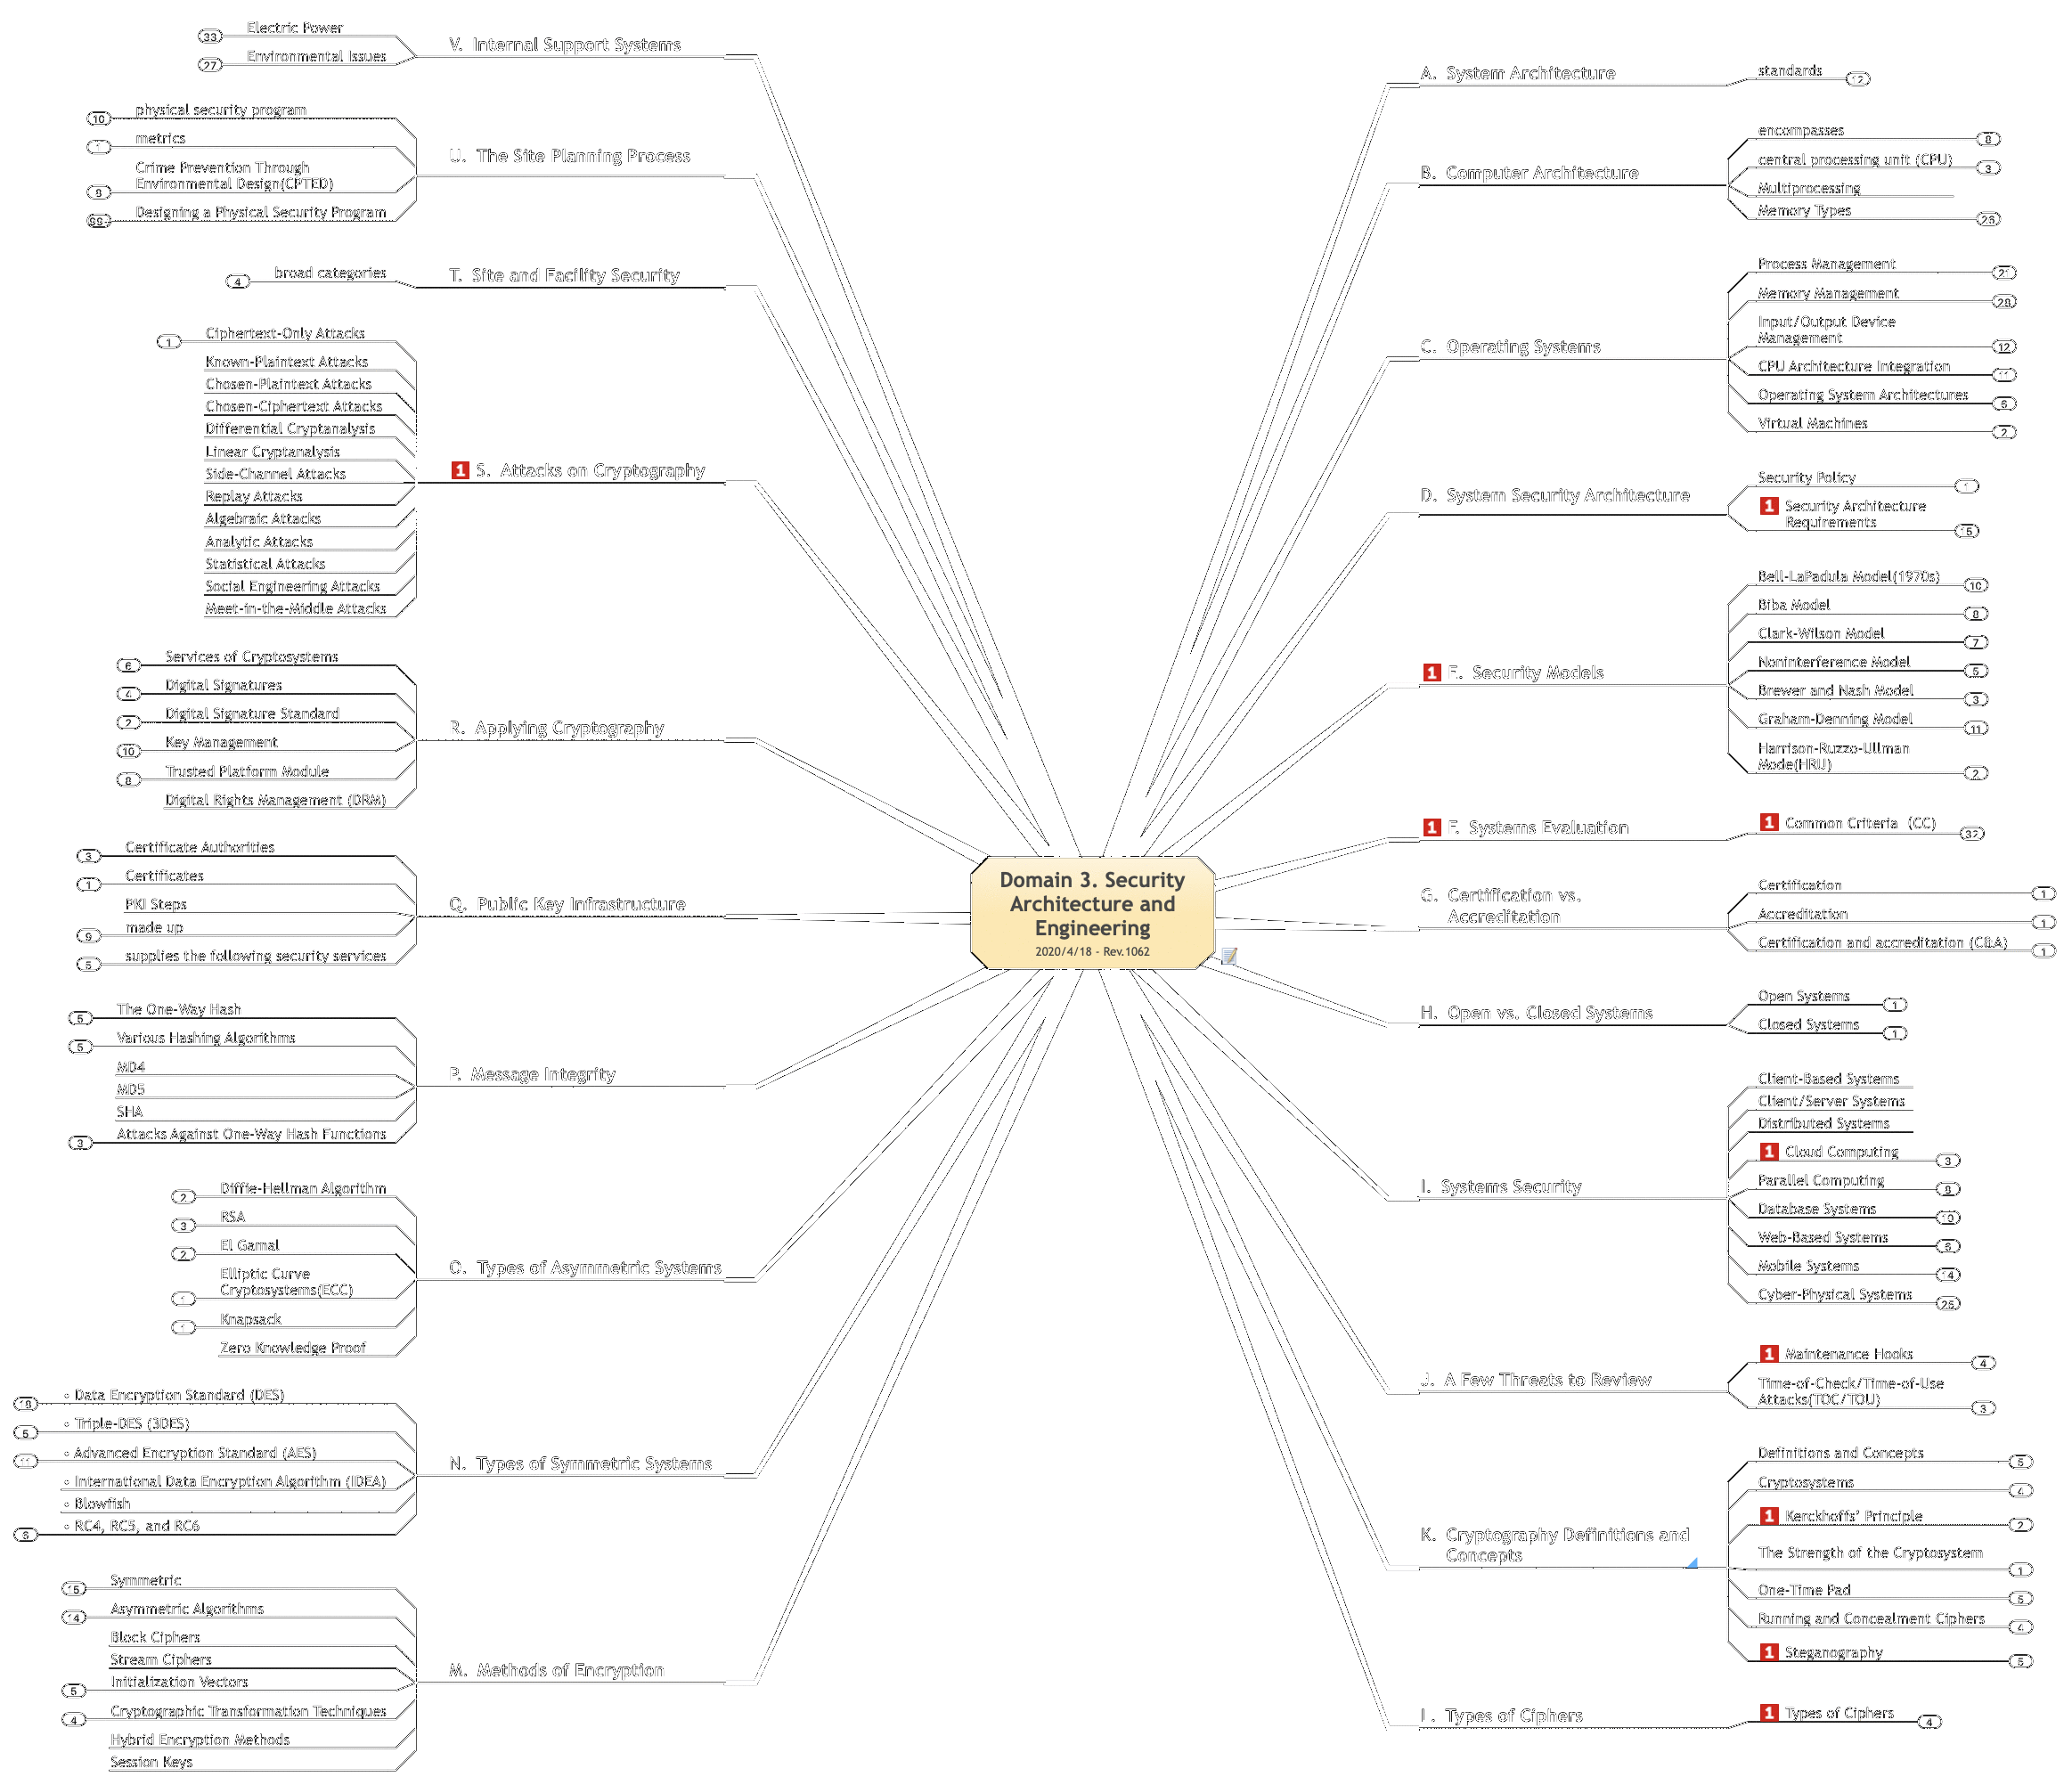 Domain 3. Security
Architecture and
Engineering
2020/4/18 - Rev.1062
A. System Architecture
standards
12
B. Computer Architecture
encompasses
8
central processing unit (CPU)
3
Multiprocessing
Memory Types
26
C. Operating Systems
Process Management
21
Memory Management
28
Input/Output Device
Management
12
CPU Architecture Integration
11
Operating System Architectures
6
Virtual Machines
2
D. System Security Architecture
Security Policy
1
1 Security Architecture
Requirements
15
1 E. Security Models
Bell-LaPadula Model(1970s)
10
Biba Model
8
Clark-Wilson Model
7
Noninterference Model
5
Brewer and Nash Model
3
Graham-Denning Model
11
Harrison-Ruzzo-Ullman
Mode(HRU)
2
1 F. Systems Evaluation
1 Common Criteria (CC)
32
G. Certification vs.
Accreditation
Certification
1
Accreditation
1
Certification and accreditation (C&A)
1
H. Open vs. Closed Systems
Open Systems
1
Closed Systems
1
I. Systems Security
Client-Based Systems
Client/Server Systems
Distributed Systems
1 Cloud Computing
3
Parallel Computing
8
Database Systems
10
Web-Based Systems
6
Mobile Systems
14
Cyber-Physical Systems
25
J. A Few Threats to Review
1 Maintenance Hooks
4
Time-of-Check/Time-of-Use
Attacks(TOC/TOU)
3
K. Cryptography Definitions and
Concepts
Definitions and Concepts
5
Cryptosystems
4
1 Kerckhoffs' Principle
2
The Strength of the Cryptosystem
1
One-Time Pad
5
Running and Concealment Ciphers
4
1 Steganography
5
L. Types of Ciphers
1 Types of Ciphers
4
M. Methods of Encryption
Symmetric
15
Asymmetric Algorithms
14
Block Ciphers
Stream Ciphers
Initialization Vectors
5
Cryptographic Transformation Techniques
4
Hybrid Encryption Methods
Session Keys
N. Types of Symmetric Systems
• Data Encryption Standard (DES)
• Triple-DES (3DES)
5
• Advanced Encryption Standard (AES)
11
• International Data Encryption Algorithm (IDEA)
• Blowfish
• RC4, RC5, and RC6
6
O. Types of Asymmetric Systems
Diffie-Hellman Algorithm
2
RSA
3
El Gamal
2
Elliptic Curve
Cryptosystems(ECC)
1
Knapsack
1
Zero Knowledge Proof
P. Message Integrity
The One-Way Hash
5
Various Hashing Algorithms
5
MD4
MD5
SHA
Attacks Against One-Way Hash Functions
3
Q. Public Key Infrastructure
Certificate Authorities
3
Certificates
1
PKI Steps
made up
9
supplies the following security services
5
R. Applying Cryptography
Services of Cryptosystems
6
Digital Signatures
4
Digital Signature Standard
2
Key Management
10
Trusted Platform Module
8
Digital Rights Management (DRM)
1 S. Attacks on Cryptography
Ciphertext-Only Attacks
1
Known-Plaintext Attacks
Chosen-Plaintext Attacks
Chosen-Ciphertext Attacks
Differential Cryptanalysis
Linear Cryptanalysis
Side-Channel Attacks
Replay Attacks
Algebraic Attacks
Analytic Attacks
Statistical Attacks
Social Engineering Attacks
Meet-in-the-Middle Attacks
T. Site and Facility Security
broad categories
4
U. The Site Planning Process
physical security program
10
metrics
1
Crime Prevention Through
Environmental Design(CPTED)
9
Designing a Physical Security Program
V. Internal Support Systems
Electric Power
33
Environmental Issues
27